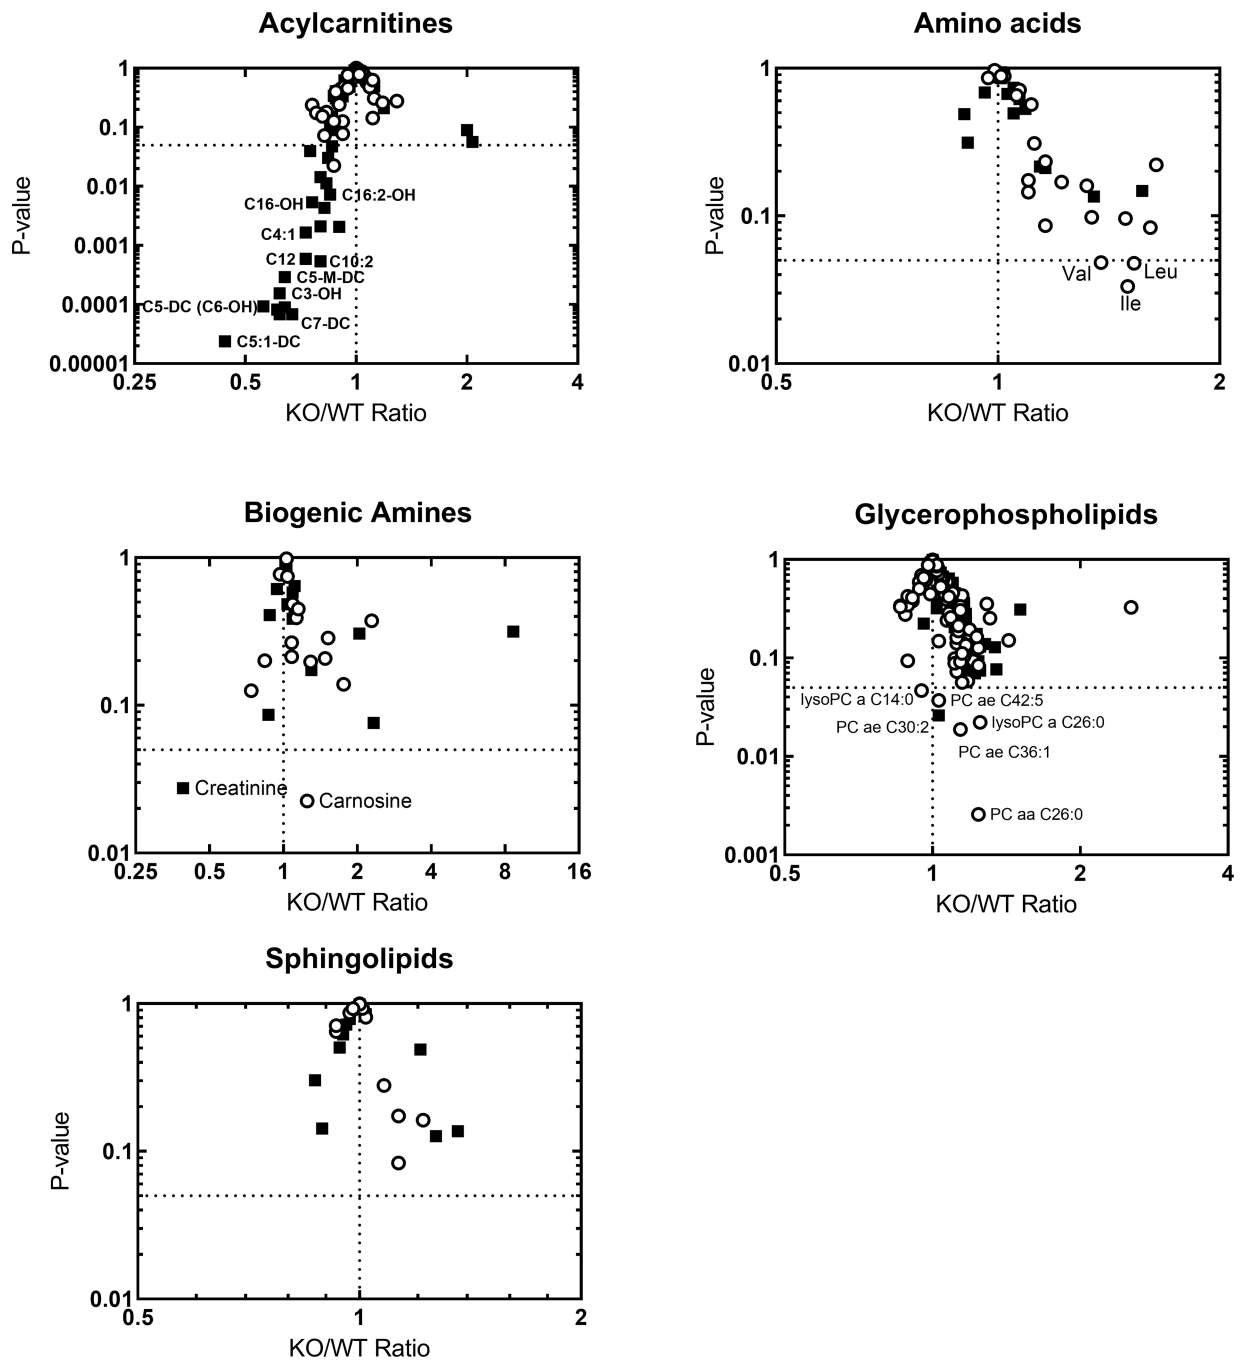 Acylcarnitines
1
0.1
0.01
0.001
0.0001
0.00001
P-value
C16:2-OH
C16-OH
C4:1
C12
C10:2
C5-M-DC
C3-OH
C5-DC (C6-OH)
C7-DC
C5:1-DC
0.25 0.5 1 2 4
KO/WT Ratio
Amino acids
1
0.1
0.01
P-value
Val
Leu
Ile
0.5 1 2
KO/WT Ratio
Biogenic Amines
1
0.1
0.01
P-value
Creatinine
Carnosine
0.25 0.5 1 2 4 8 16
KO/WT Ratio
Glycerophospholipids
1
0.1
0.01
0.001
P-value
lysoPC a C14:0
PC ae C42:5
PC ae C30:2
lysoPC a C26:0
PC ae C36:1
PC aa C26:0
0.5 1 2 4
KO/WT Ratio
Sphingolipids
1
0.1
0.01
P-value
0.5 1 2
KO/WT Ratio